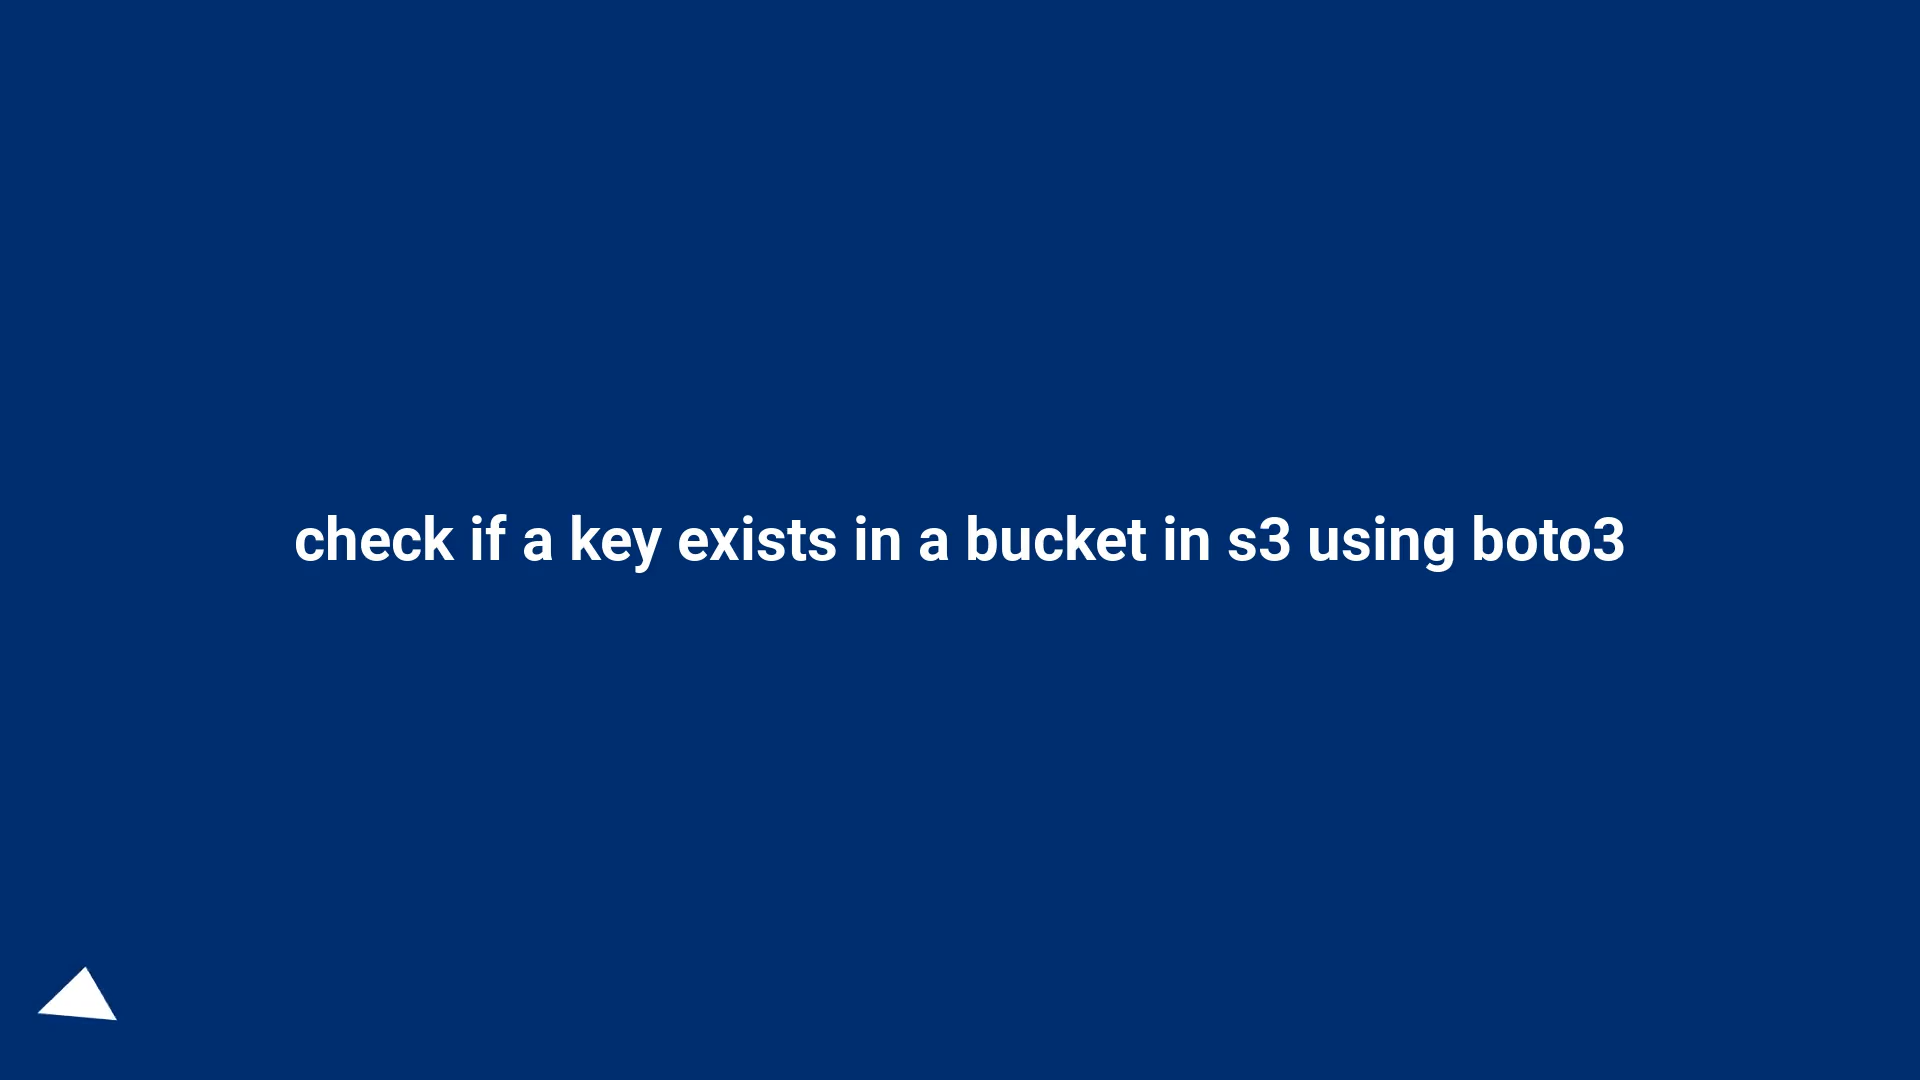 check if a key exists in a bucket in s3 using boto3